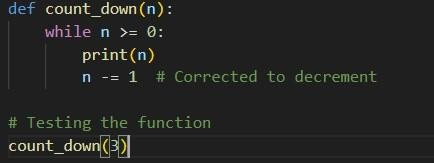 def count_down(n):
    while n >= 0:
        print(n)
        n -= 1  # Corrected to decrement

# Testing the function
count_down(3)